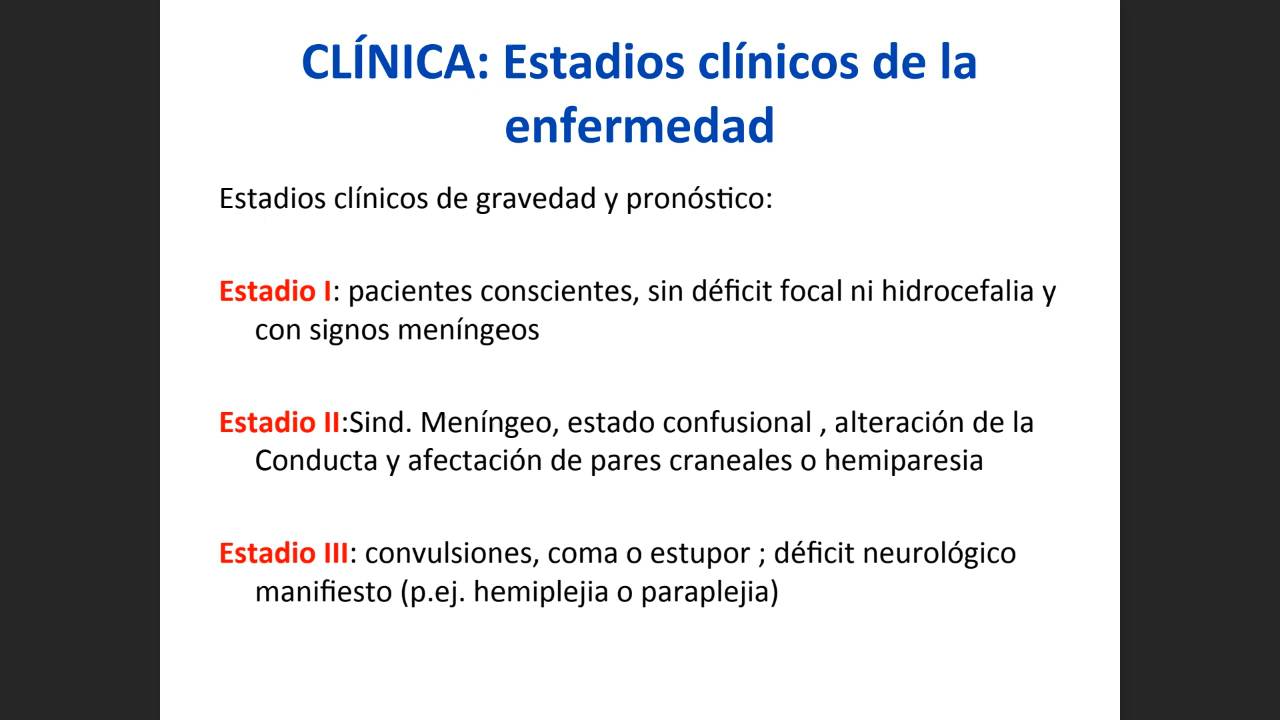 CLÍNICA: Estadios clínicos de la
enfermedad
Estadios clínicos de gravedad y pronóstico:
Estadio I: pacientes conscientes, sin déficit focal ni hidrocefalia y
con signos meníngeos
Estadio II:Sind. Meníngeo, estado confusional , alteración de la
Conducta y afectación de pares craneales o hemiparesia
Estadio III: convulsiones, coma o estupor ; déficit neurológico
manifiesto (p.ej. hemiplejia o paraplejia)